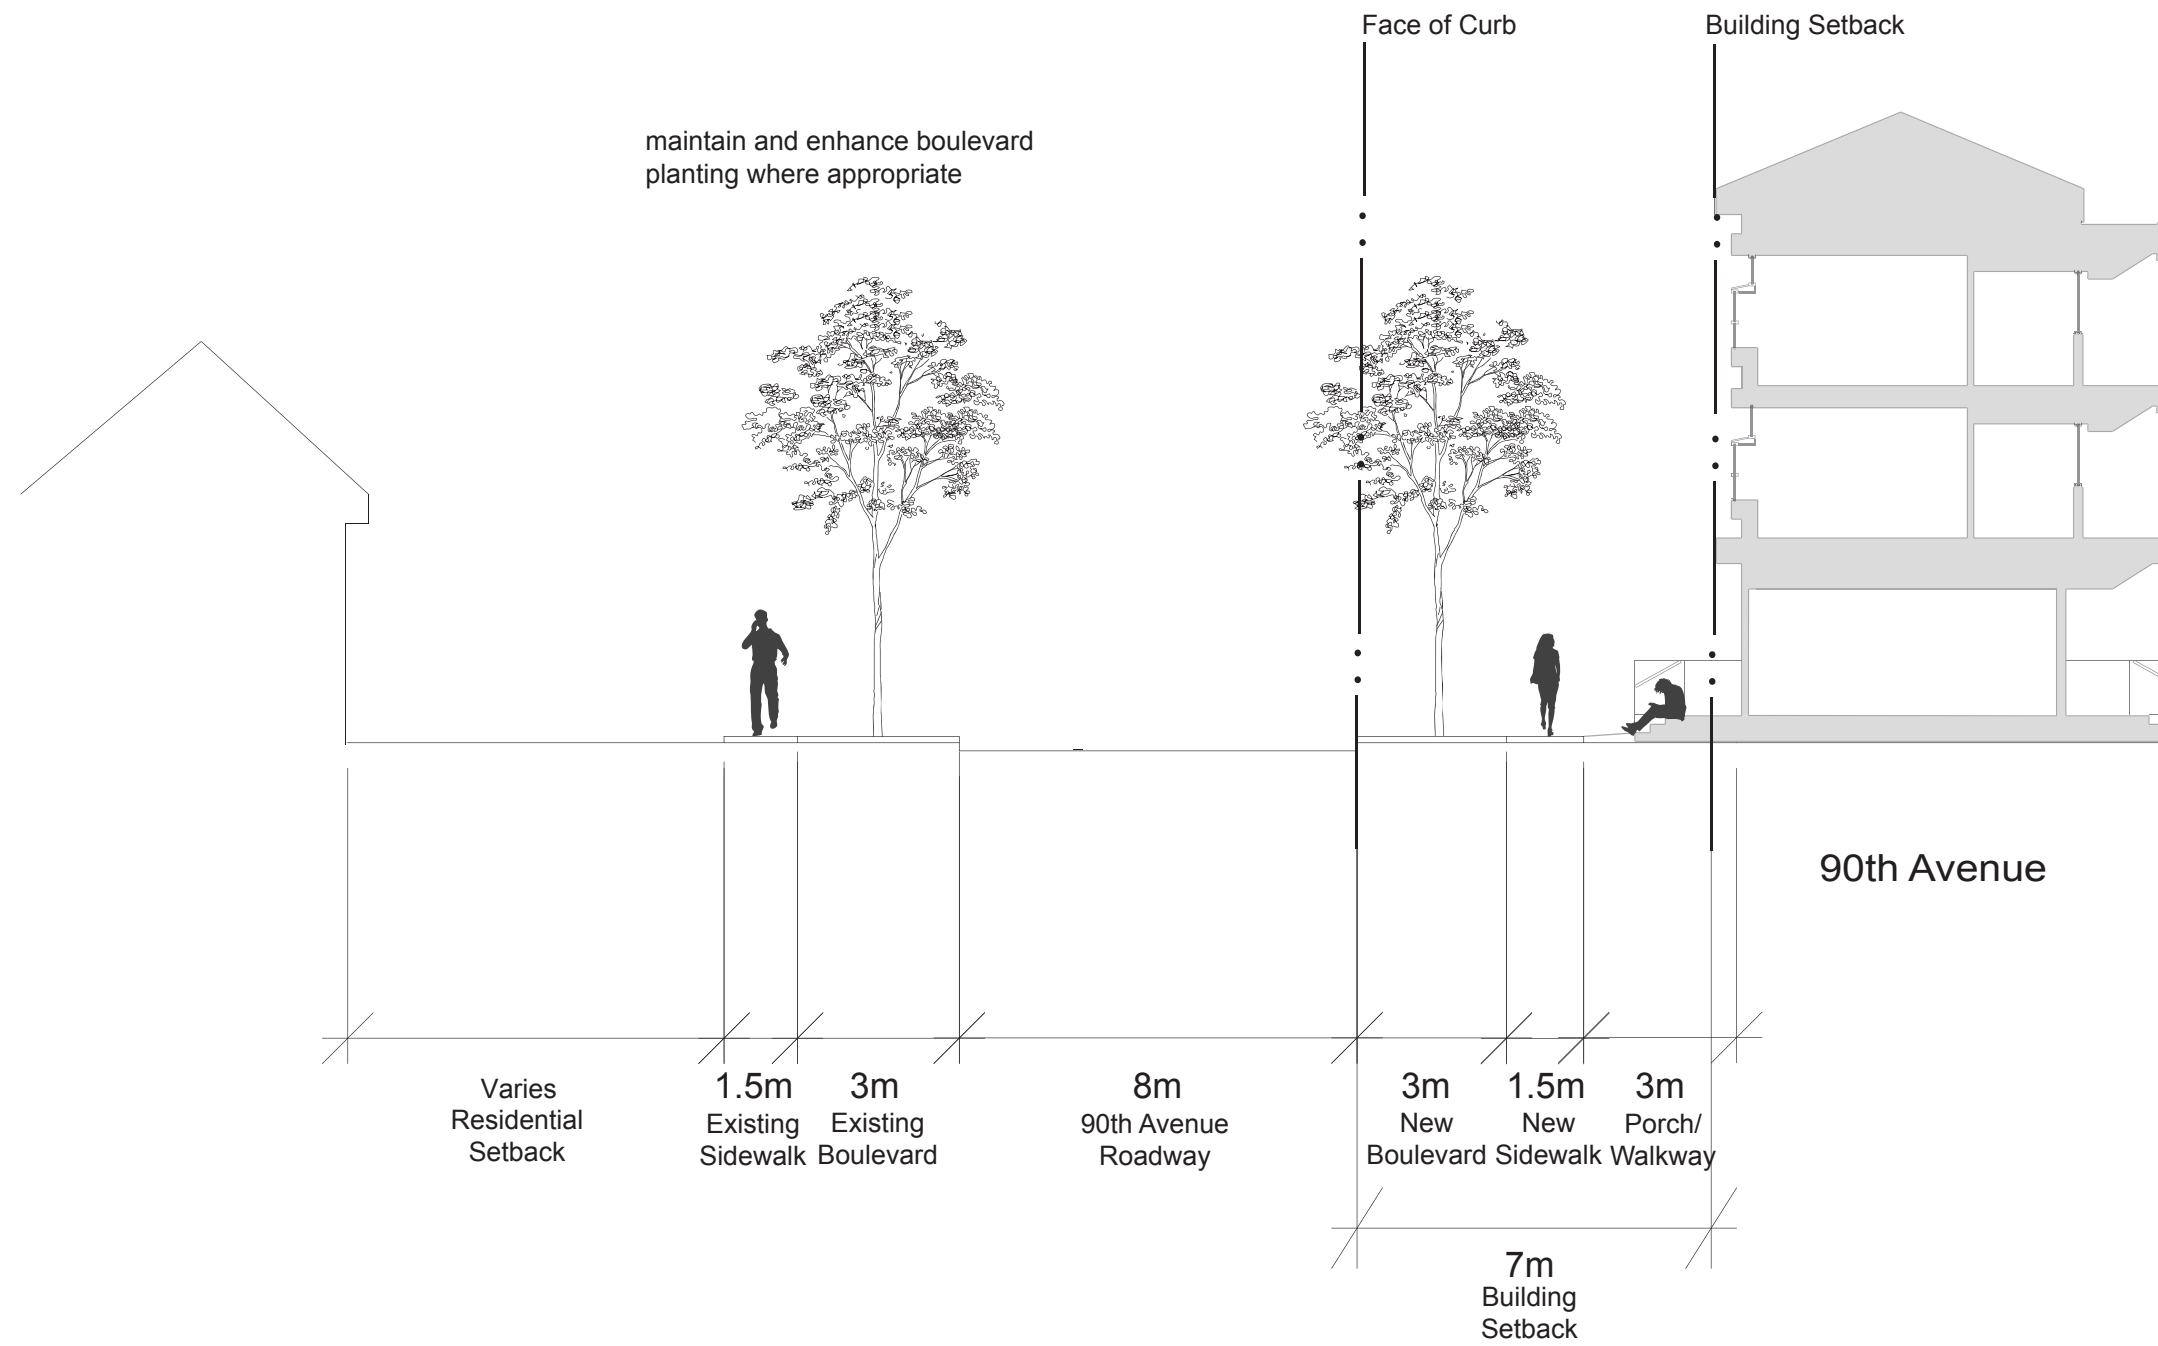 Face of Curb
Building Setback
maintain and enhance boulevard
planting where appropriate
90th Avenue
Varies
Residential
Setback
1.5m
Existing
Sidewalk
3m
Existing
Boulevard
8m
90th Avenue
Roadway
3m
New
Boulevard
1.5m
New
Sidewalk
3m
Porch/
Walkway
7m
Building
Setback